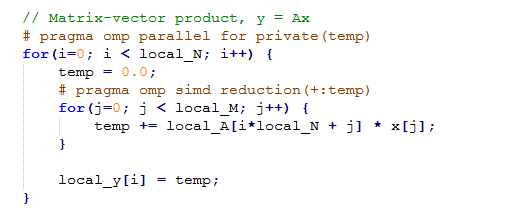 // Matrix-vector product, y = Ax
# pragma omp parallel for private(temp)
for(i=0; i < local_N; i++) {
    temp = 0.0;
    # pragma omp simd reduction(+:temp)
    for(j=0; j < local_M; j++) {
        temp += local_A[i*local_N + j] * x[j];
    }
    local_y[i] = temp;
}